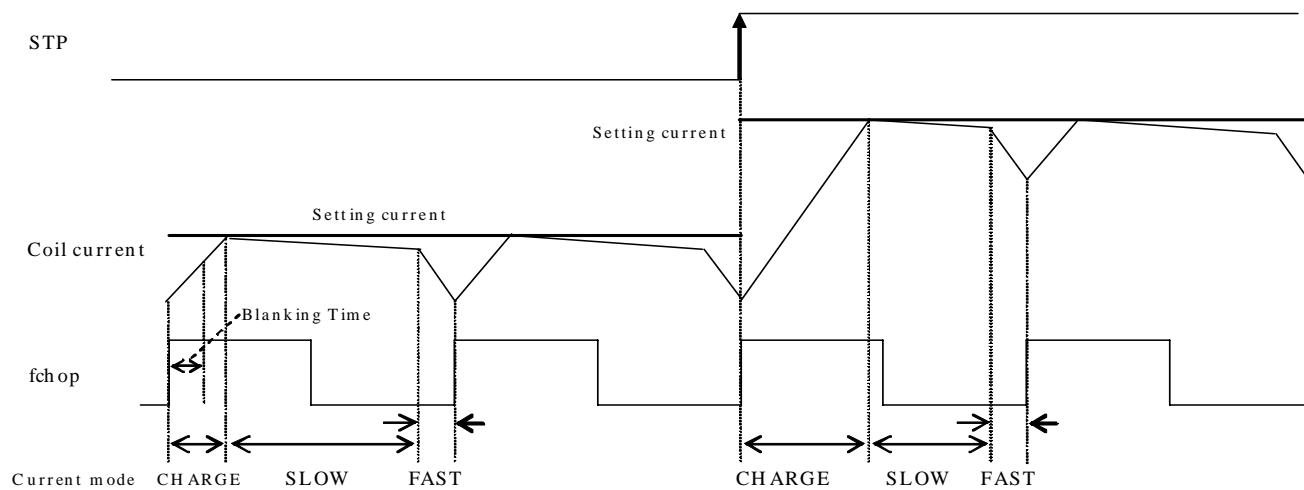 STP
Setting current
Setting current
Coil current
Blanking Time
fchop
Current mode CHARGE SLOW FAST CHARGE SLOW FAST